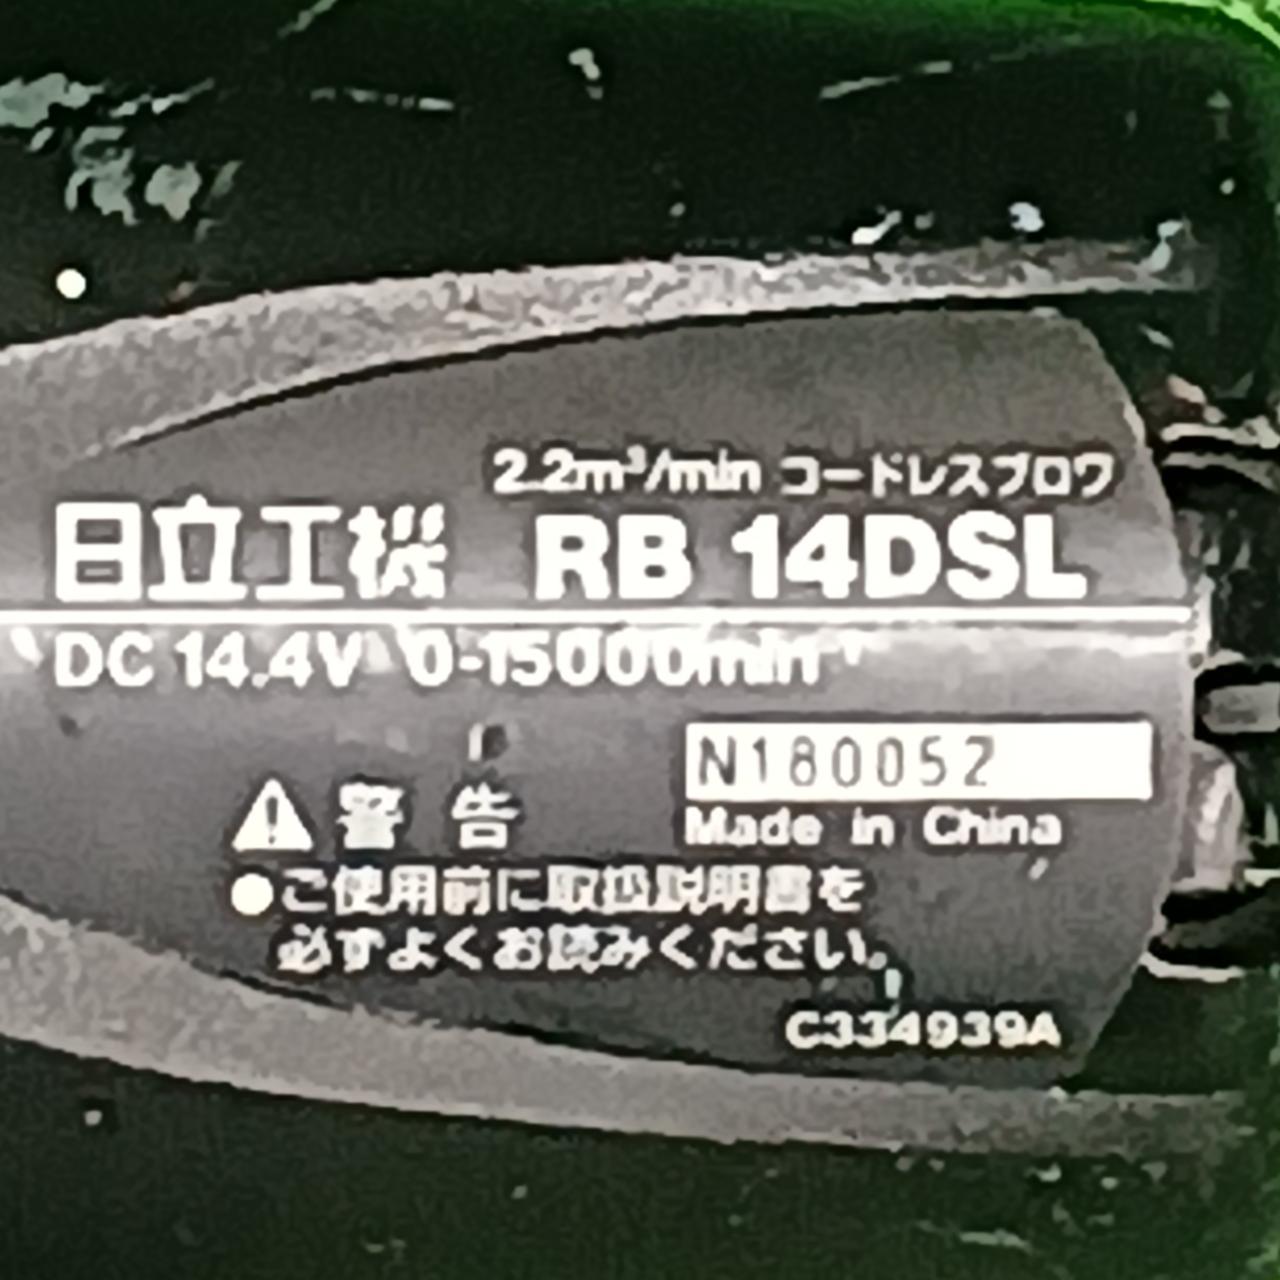 2.2m³/min コードレスブロワ
日立工機 RB 14DSL
DC 14.4V 0-15000min⁻¹
N180052
⚠ 警告 Made in China
●ご使用前に取扱説明書を
必ずよくお読みください。
C334939A